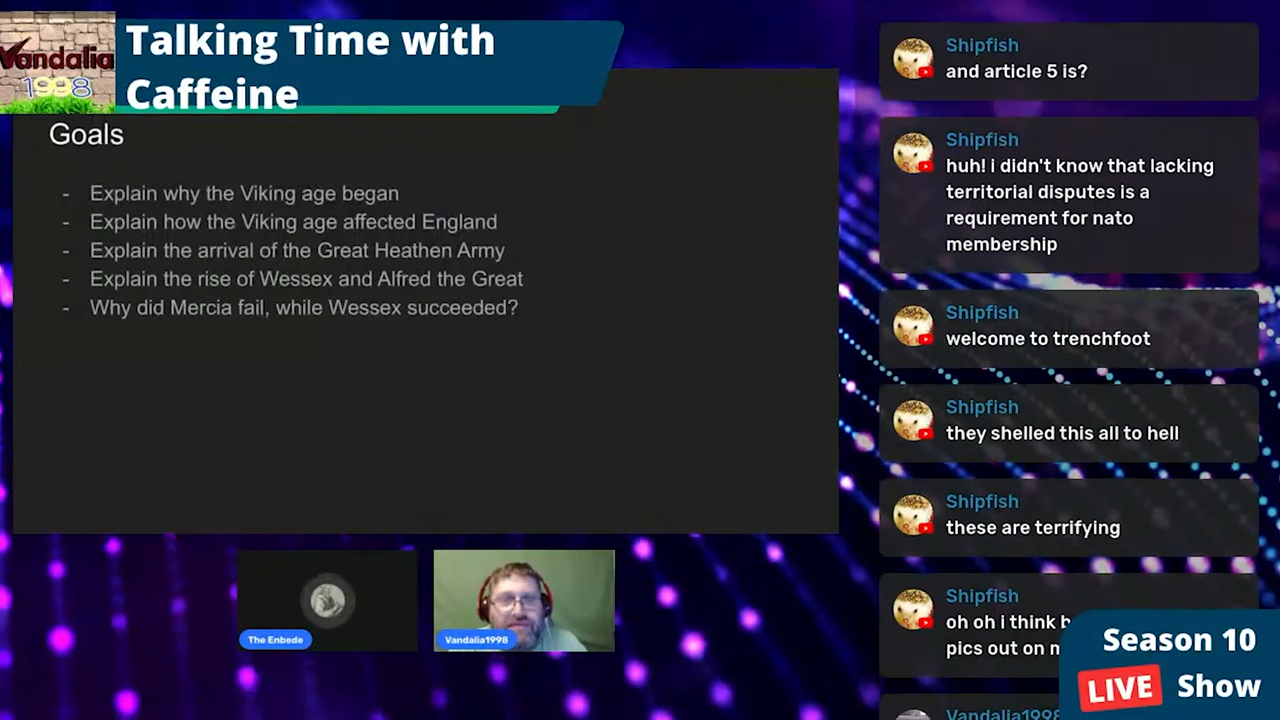 Vandalia
1998
Talking Time with
Caffeine
Goals
- Explain why the Viking age began
- Explain how the Viking age affected England
- Explain the arrival of the Great Heathen Army
- Explain the rise of Wessex and Alfred the Great
- Why did Mercia fail, while Wessex succeeded?
The Enbede
Vandalia1998
Shipfish
and article 5 is?
Shipfish
huh! i didn't know that lacking
territorial disputes is a
requirement for nato
membership
Shipfish
welcome to trenchfoot
Shipfish
they shelled this all to hell
Shipfish
these are terrifying
Shipfish
oh oh i think
pics out on
Vandalia1998
Season 10
LIVE Show